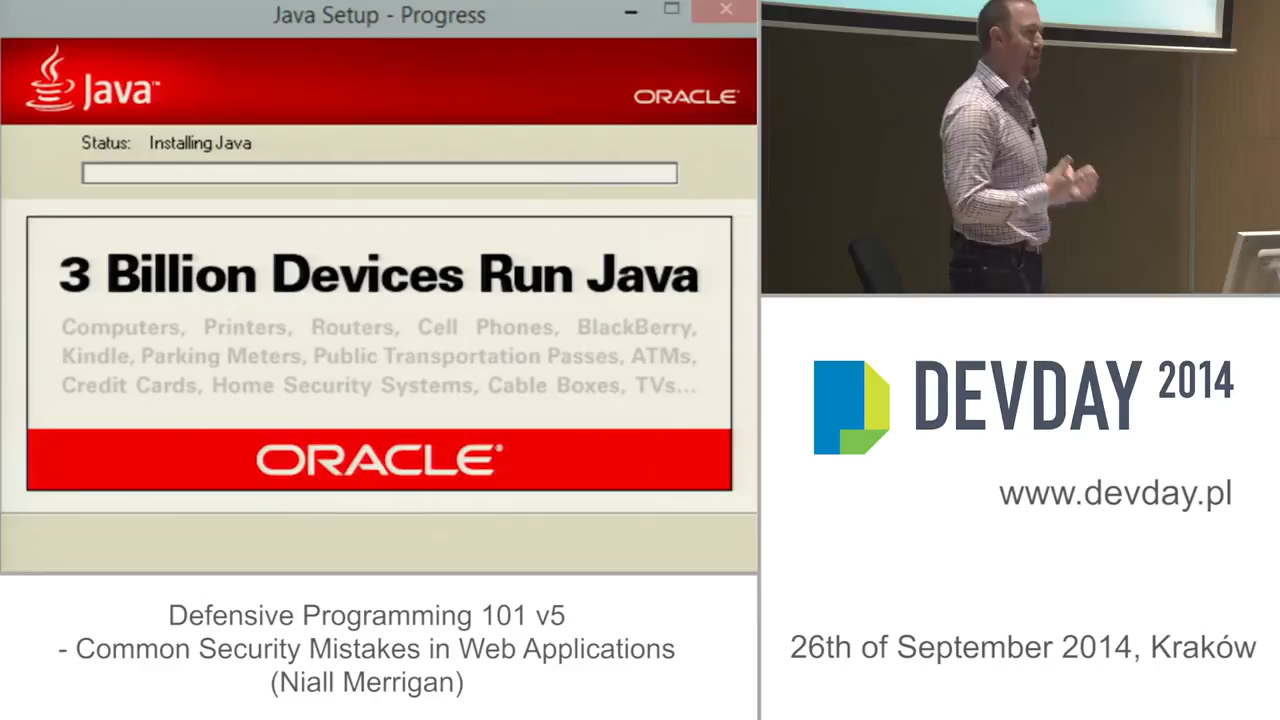 Java Setup - Progress
Java™
ORACLE
Status: Installing Java
3 Billion Devices Run Java
Computers, Printers, Routers, Cell Phones, BlackBerry,
Kindle, Parking Meters, Public Transportation Passes, ATMs,
Credit Cards, Home Security Systems, Cable Boxes, TVs...
ORACLE®
DEVDAY 2014
www.devday.pl
Defensive Programming 101 v5
- Common Security Mistakes in Web Applications
(Niall Merrigan)
26th of September 2014, Kraków